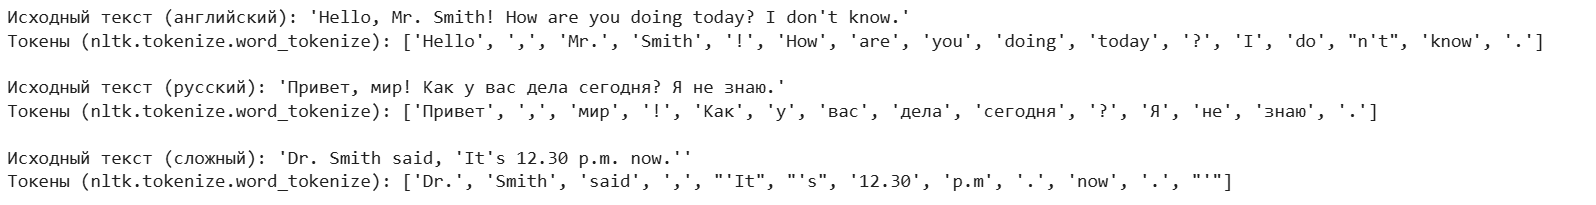 Исходный текст (английский): 'Hello, Mr. Smith! How are you doing today? I don't know.'
Токены (nltk.tokenize.word_tokenize): ['Hello', ',', 'Mr.', 'Smith', '!', 'How', 'are', 'you', 'doing', 'today', '?', 'I', 'do', "n't", 'know', '.']
Исходный текст (русский): 'Привет, мир! Как у вас дела сегодня? Я не знаю.'
Токены (nltk.tokenize.word_tokenize): ['Привет', ',', 'мир', '!', 'Как', 'у', 'вас', 'дела', 'сегодня', '?', 'Я', 'не', 'знаю', '.']
Исходный текст (сложный): 'Dr. Smith said, 'It's 12.30 p.m. now.''
Токены (nltk.tokenize.word_tokenize): ['Dr.', 'Smith', 'said', ',', "'It", "'s", '12.30', 'p.m', '.', 'now', '.', "'"]